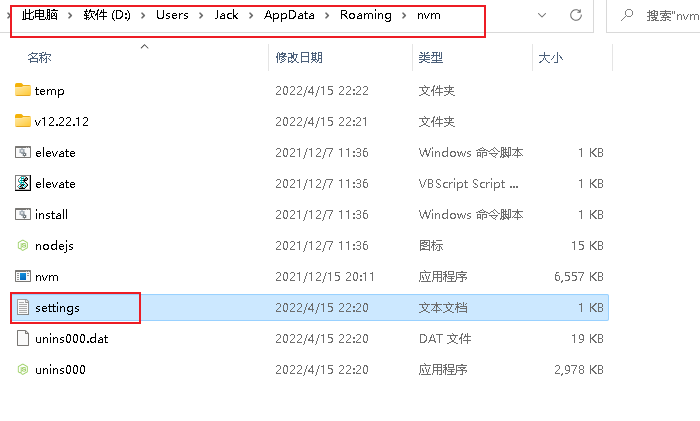 此电脑 > 软件 (D:) > Users > Jack > AppData > Roaming > nvm 搜索"nvm
名称 修改日期 类型 大小
temp 2022/4/15 22:22 文件夹
v12.22.12 2022/4/15 22:21 文件夹
elevate 2021/12/7 11:36 Windows 命令脚本 1 KB
elevate 2021/12/7 11:36 VBScript Script ... 1 KB
install 2021/12/7 11:36 Windows 命令脚本 1 KB
nodejs 2021/12/7 11:36 图标 15 KB
nvm 2021/12/15 20:11 应用程序 6,557 KB
settings 2022/4/15 22:20 文本文档 1 KB
unins000.dat 2022/4/15 22:20 DAT 文件 19 KB
unins000 2022/4/15 22:20 应用程序 2,978 KB